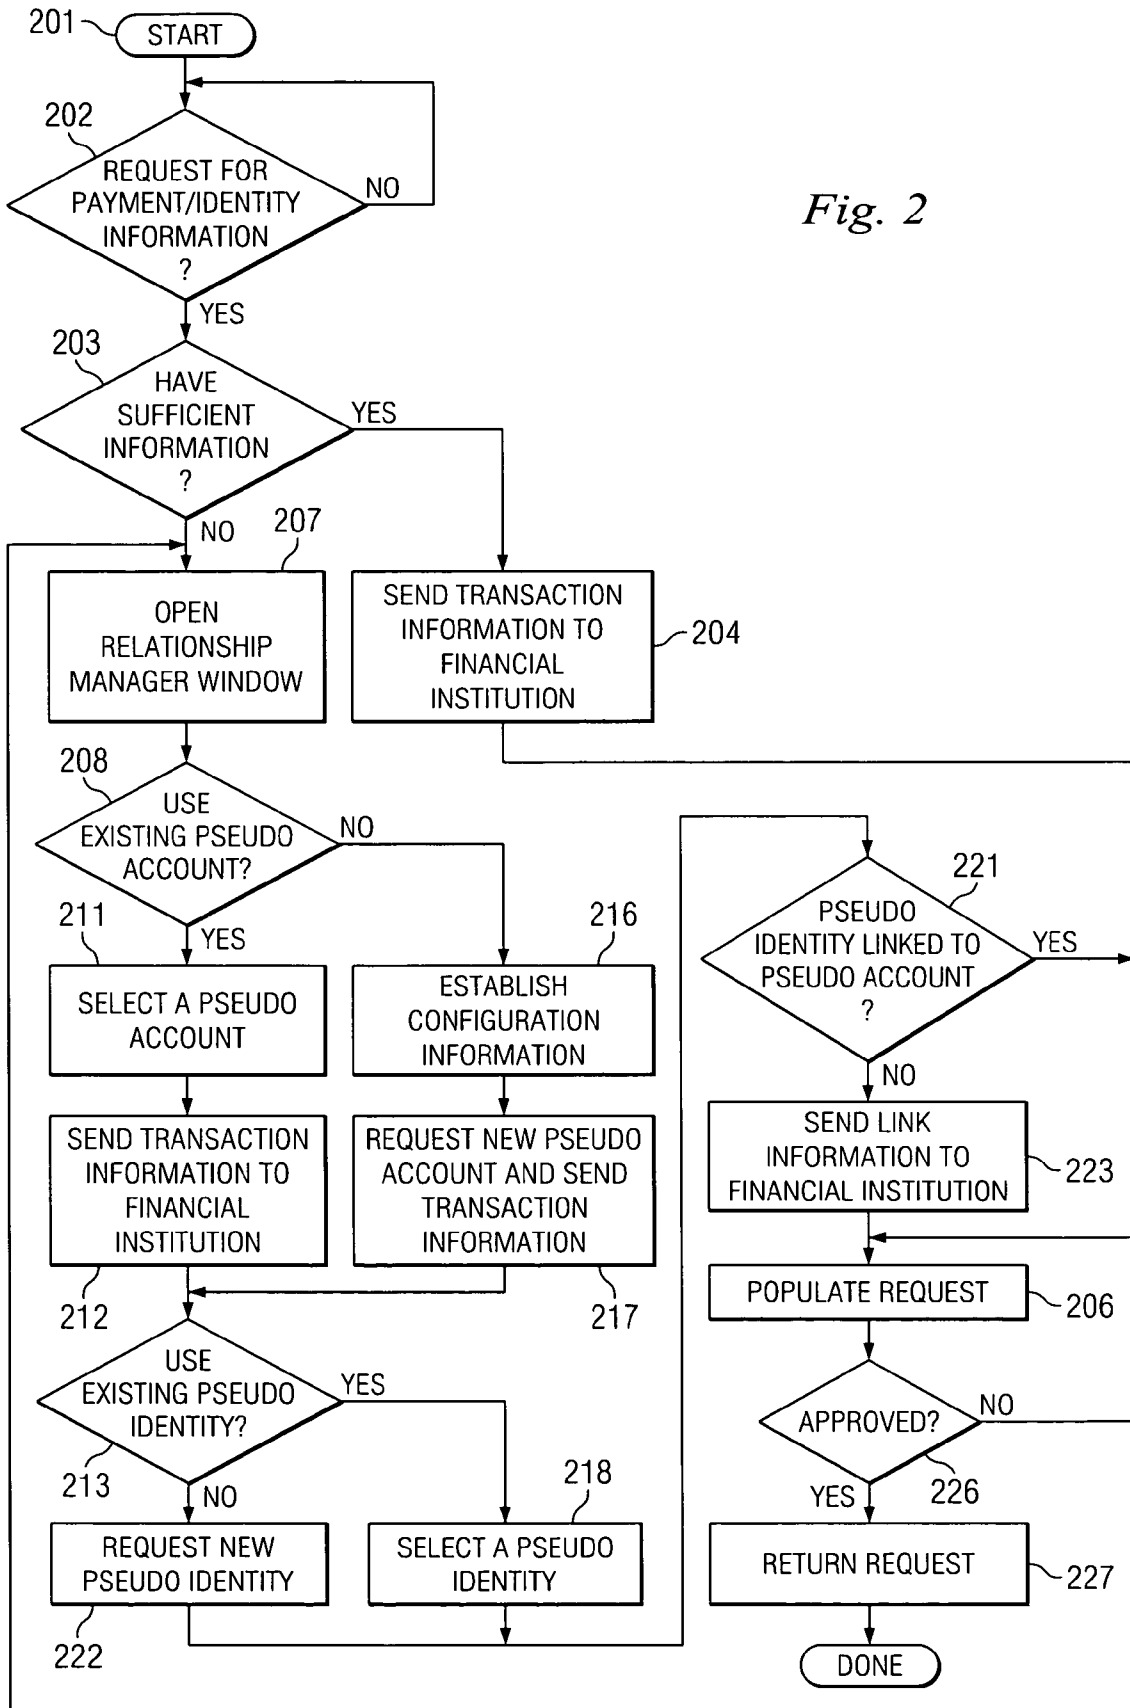 201
START
202
REQUEST FOR
PAYMENT/IDENTITY
INFORMATION
?
NO
YES
Fig. 2
203
HAVE
SUFFICIENT
INFORMATION
?
YES
NO
207
OPEN
RELATIONSHIP
MANAGER WINDOW
SEND TRANSACTION
INFORMATION TO
FINANCIAL
INSTITUTION
204
208
USE
EXISTING PSEUDO
ACCOUNT?
NO
YES
211
SELECT A PSEUDO
ACCOUNT
216
ESTABLISH
CONFIGURATION
INFORMATION
SEND TRANSACTION
INFORMATION TO
FINANCIAL
INSTITUTION
212
REQUEST NEW PSEUDO
ACCOUNT AND SEND
TRANSACTION
INFORMATION
217
USE
EXISTING PSEUDO
IDENTITY?
213
YES
NO
REQUEST NEW
PSEUDO IDENTITY
222
218
SELECT A PSEUDO
IDENTITY
221
PSEUDO
IDENTITY LINKED TO
PSEUDO ACCOUNT
?
YES
NO
SEND LINK
INFORMATION TO
FINANCIAL INSTITUTION
223
POPULATE REQUEST
206
APPROVED?
NO
226
YES
RETURN REQUEST
227
DONE